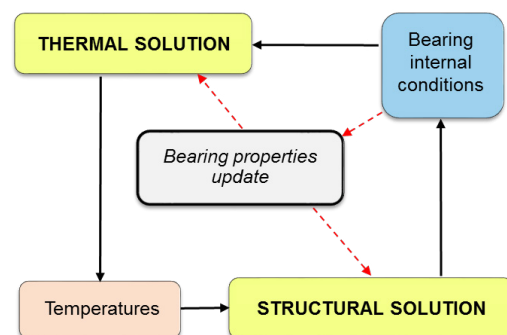 THERMAL SOLUTION
Bearing
internal
conditions
Bearing properties
update
Temperatures
STRUCTURAL SOLUTION